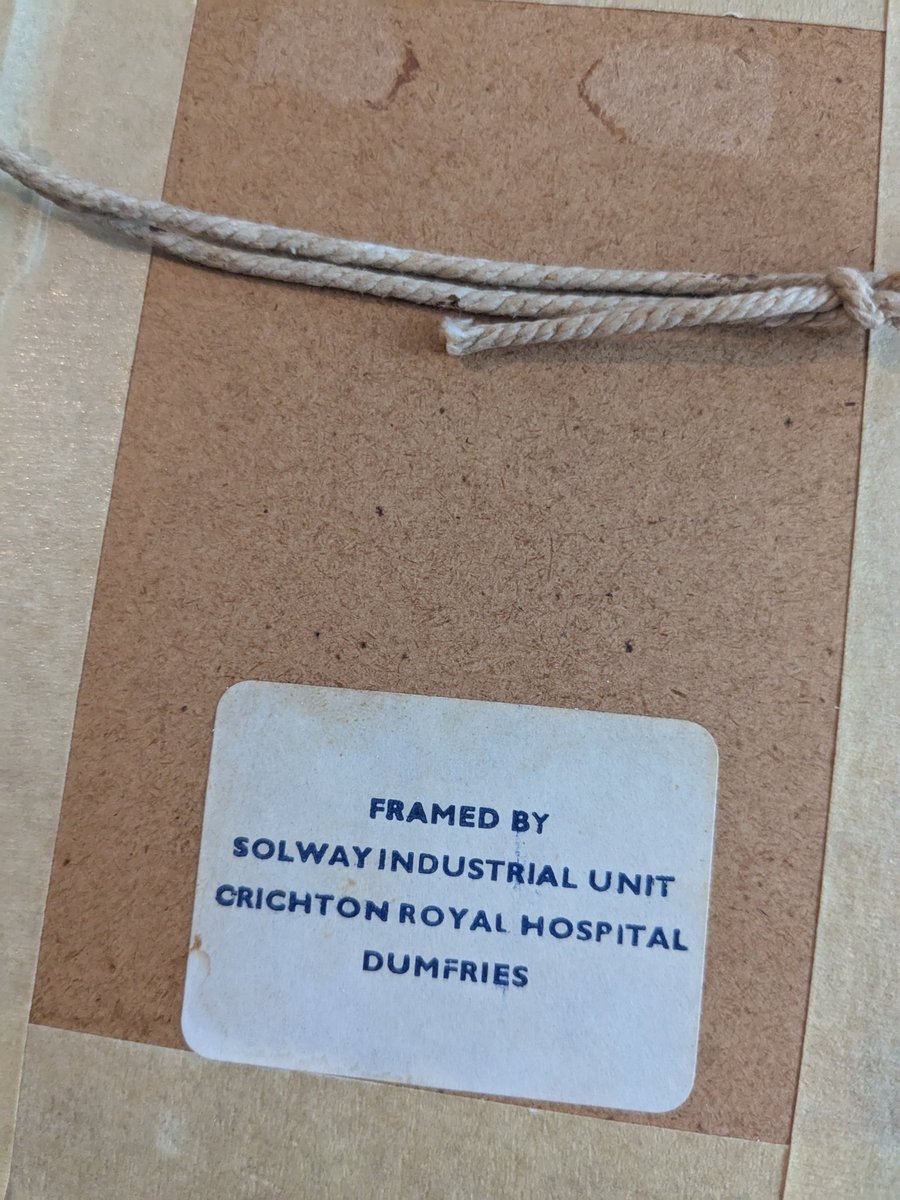 FRAMED BY
SOLWAY INDUSTRIAL UNIT
CRICHTON ROYAL HOSPITAL
DUMFRIES